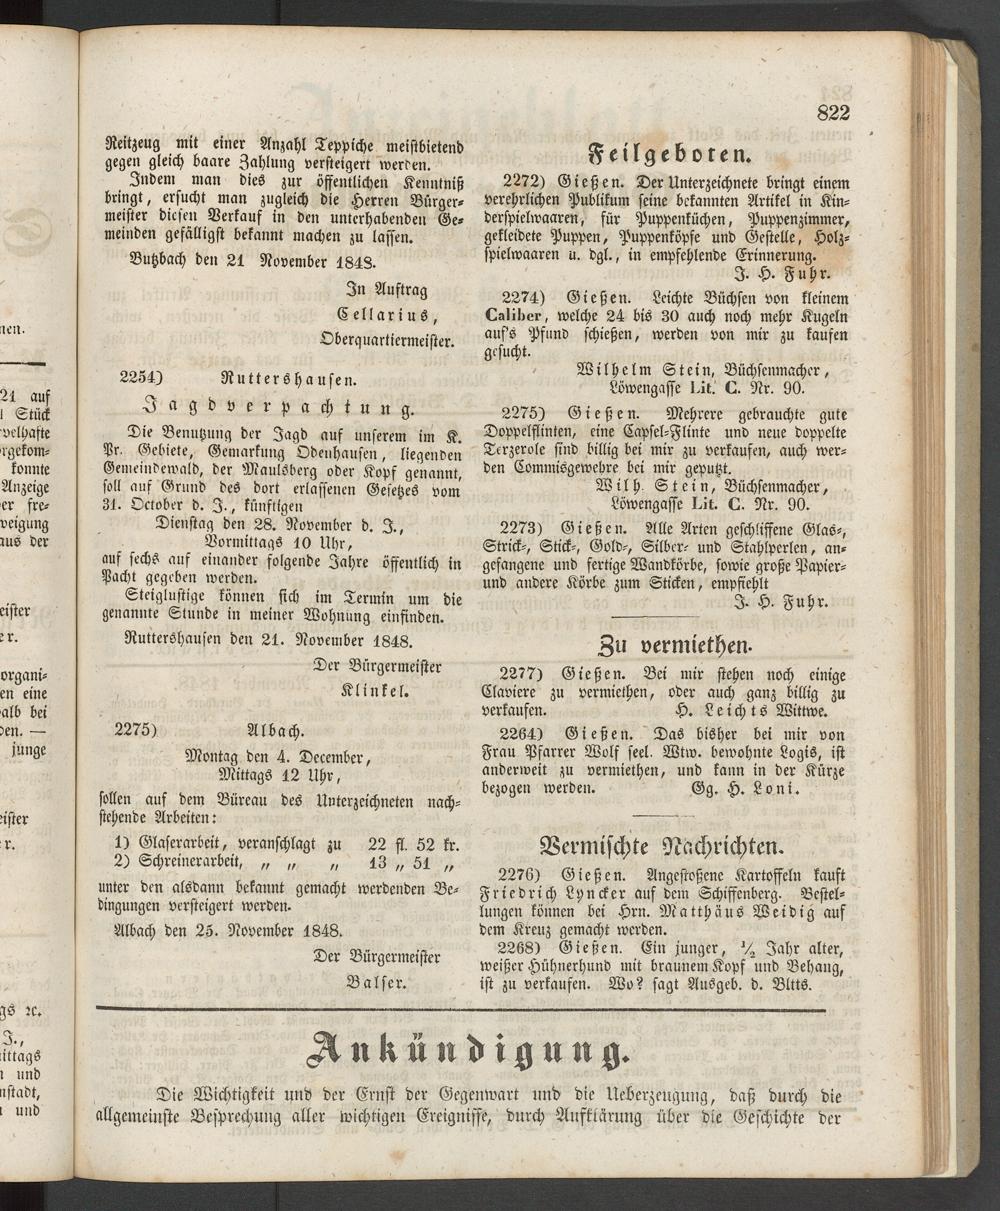 822
Reitzeug mit einer Anzahl Teppiche meistbietend
gegen gleich baare Zahlung versteigert werden.
Indem man dies zur öffentlichen Kenntniß
bringt, ersucht man zugleich die Herren Bürger-
meister diesen Verkauf in den unterhabenden Ge-
meinden gefälligst bekannt machen zu lassen.
Butzbach den 21 November 1848.
In Auftrag
Cellarius,
Oberquartiermeister.
2254) Ruttershausen.
Jagdverpachtung.
Die Benutzung der Jagd auf unserem im K.
Pr. Gebiete, Gemarkung Odenhausen, liegenden
Gemeindewald, der Maulsberg oder Kopf genannt,
soll auf Grund des dort erlassenen Gesetzes vom
31. October d. J., künftigen
Dienstag den 28. November d. J.,
Vormittags 10 Uhr,
auf sechs auf einander folgende Jahre öffentlich in
Pacht gegeben werden.
Steiglustige können sich im Termin um die
genannte Stunde in meiner Wohnung einfinden.
Ruttershausen den 21. November 1848.
Der Bürgermeister
Klinkel.
2275) Albach.
Montag den 4. December,
Mittags 12 Uhr,
sollen auf dem Büreau des Unterzeichneten nach-
stehende Arbeiten:
1) Glaserarbeit, veranschlagt zu 22 fl. 52 kr.
2) Schreinerarbeit, „ „ „ 13 „ 51 „
unter den alsdann bekannt gemacht werdenden Be-
dingungen versteigert werden.
Albach den 25. November 1848.
Der Bürgermeister
Balser.
Feilgeboten.
2272) Gießen. Der Unterzeichnete bringt einem
verehrlichen Publikum seine bekannten Artikel in Kin-
derspielwaaren, für Puppenküchen, Puppenzimmer,
gekleidete Puppen, Puppenköpfe und Gestelle, Holz-
spielwaaren u. dgl., in empfehlende Erinnerung.
J. H. Fuhr.
2274) Gießen. Leichte Büchsen von kleinem
Caliber, welche 24 bis 30 auch noch mehr Kugeln
auf's Pfund schießen, werden von mir zu kaufen
gesucht.
Wilhelm Stein, Büchsenmacher,
Löwengasse Lit. C. Nr. 90.
2275) Gießen. Mehrere gebrauchte gute
Doppelflinten, eine Capsel-Flinte und neue doppelte
Terzerole sind billig bei mir zu verkaufen, auch wer-
den Commisgewehre bei mir geputzt.
Wilh. Stein, Büchsenmacher,
Löwengasse Lit. C. Nr. 90.
2273) Gießen. Alle Arten geschliffene Glas-,
Strick-, Stick-, Gold-, Silber- und Stahlperlen, an-
gefangene und fertige Wandkörbe, sowie große Papier-
und andere Körbe zum Sticken, empfiehlt
J. H. Fuhr.
Zu vermiethen.
2277) Gießen. Bei mir stehen noch einige
Claviere zu vermiethen, oder auch ganz billig zu
verkaufen. H. Leichts Wittwe.
2264) Gießen. Das bisher bei mir von
Frau Pfarrer Wolf seel. Wtw. bewohnte Logis, ist
anderweit zu vermiethen, und kann in der Kürze
bezogen werden. Gg. H. Loni.
Vermischte Nachrichten.
2276) Gießen. Angestoßene Kartoffeln kauft
Friedrich Lyncker auf dem Schiffenberg. Bestel-
lungen können bei Hrn. Matthäus Weidig auf
dem Kreuz gemacht werden.
2268) Gießen. Ein junger, ½ Jahr alter,
weißer Hühnerhund mit braunem Kopf und Behang,
ist zu verkaufen. Wo? sagt Ausgeb. d. Bltts.
Ankündigung.
Die Wichtigkeit und der Ernst der Gegenwart und die Ueberzeugung, daß durch die
allgemeinste Besprechung aller wichtigen Ereignisse, durch Aufklärung über die Geschichte der